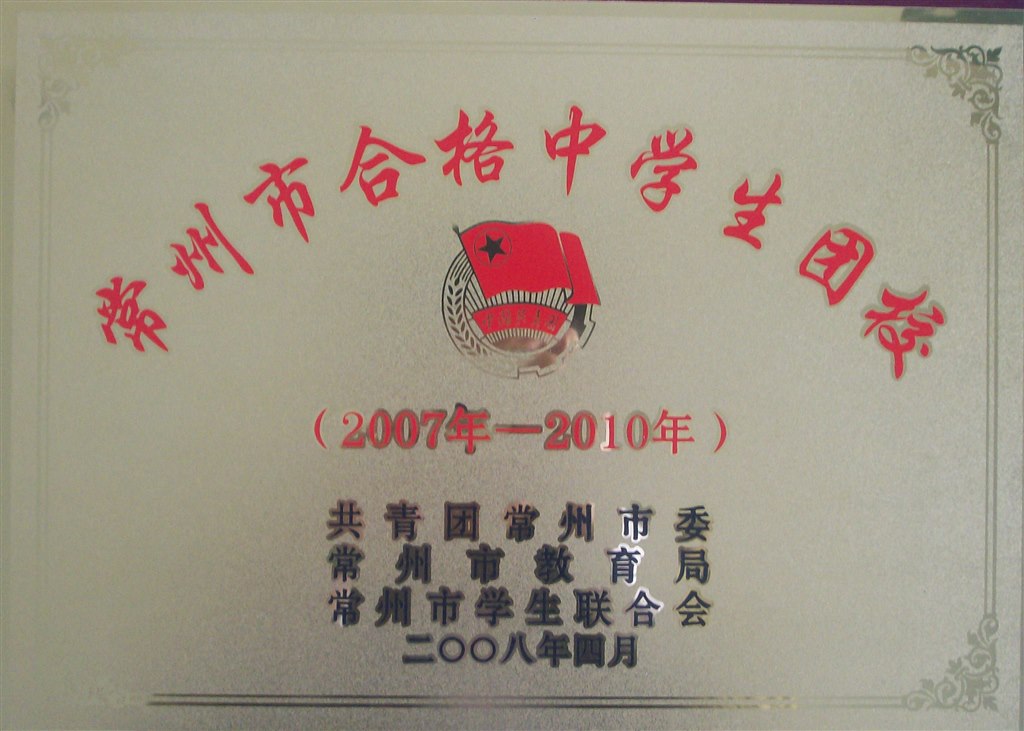 常州市合格中学生团校
（2007年—2010年）
共青团常州市委
常州市教育局
常州市学生联合会
二〇〇八年四月